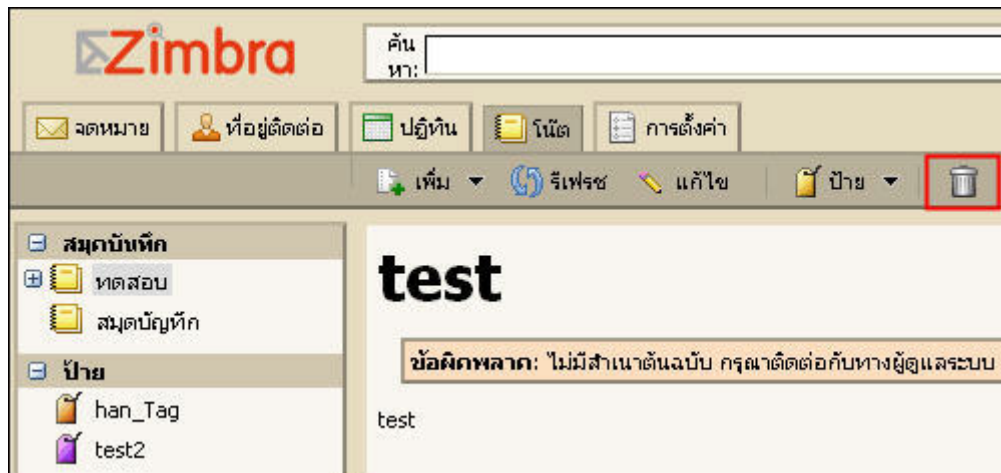 Zimbra
ค้น
หา:
จดหมาย ที่อยู่ติดต่อ ปฏิทิน โน๊ต การตั้งค่า
เพิ่ม รีเฟรช แก้ไข ป้าย
สมุดบันทึก
ทดสอบ
สมุดบัญทึก
ป้าย
han_Tag
test2
test
ข้อผิดพลาด: ไม่มีสำเนาต้นฉบับ กรุณาติดต่อกับทางผู้ดูแลระบบ
test